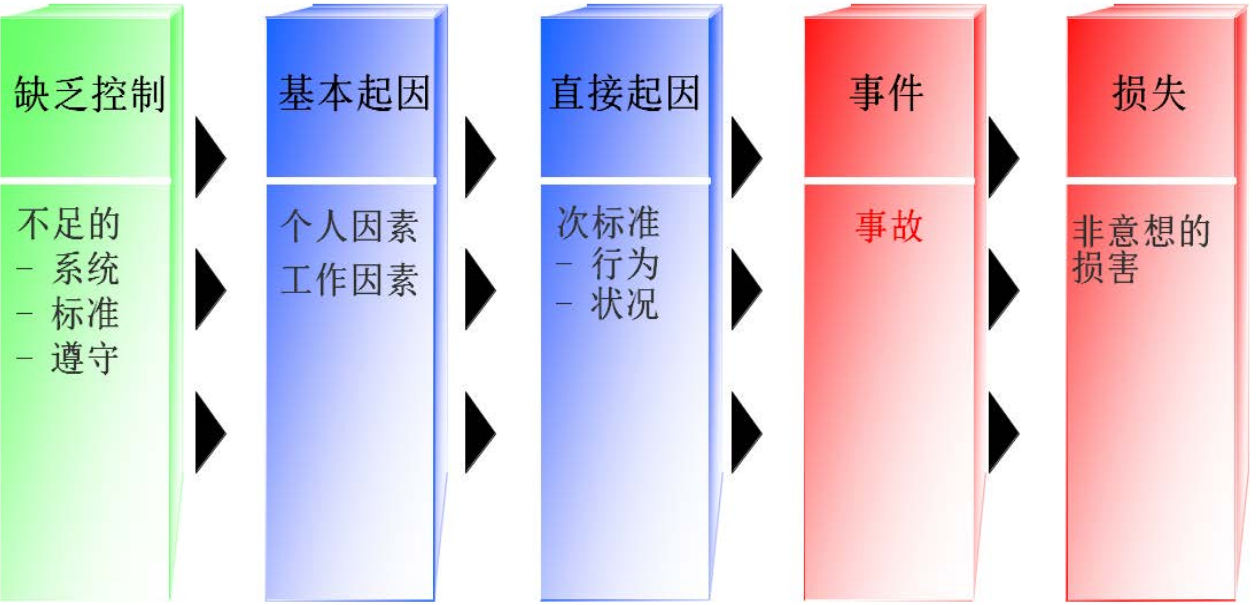 缺乏控制
不足的
- 系统
- 标准
- 遵守
基本起因
个人因素
工作因素
直接起因
次标准
- 行为
- 状况
事件
事故
损失
非意想的
损害